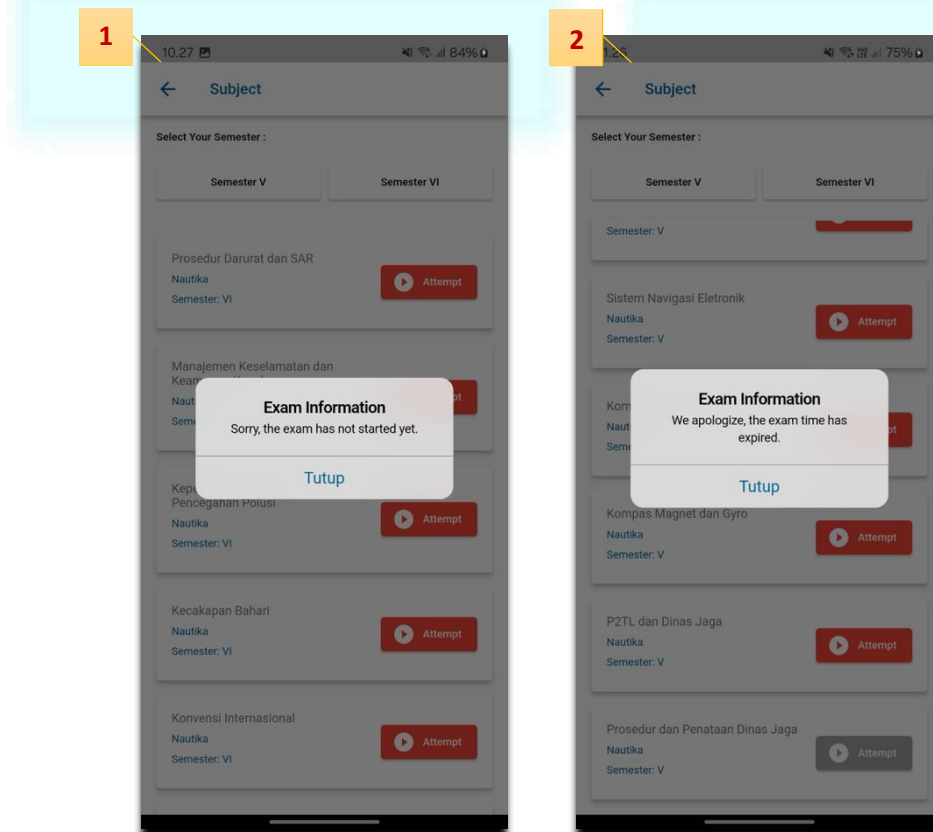 1
10.27
84%
Subject
Select Your Semester :
Semester V
Semester VI
Prosedur Darurat dan SAR
Nautika
Semester: VI
Attempt
Manajemen Keselamatan dan
Exam Information
Sorry, the exam has not started yet.
Tutup
Pencegahan Polusi
Nautika
Semester: VI
Attempt
Kecakapan Bahari
Nautika
Semester: VI
Attempt
Konvensi Internasional
Nautika
Semester: VI
Attempt
2
1.26
75%
Subject
Select Your Semester :
Semester V
Semester VI
Semester: V
Sistem Navigasi Eletronik
Nautika
Semester: V
Attempt
Exam Information
We apologize, the exam time has
expired.
Tutup
Kompas Magnet dan Gyro
Nautika
Semester: V
Attempt
P2TL dan Dinas Jaga
Nautika
Semester: V
Attempt
Prosedur dan Penataan Dinas Jaga
Nautika
Semester: V
Attempt